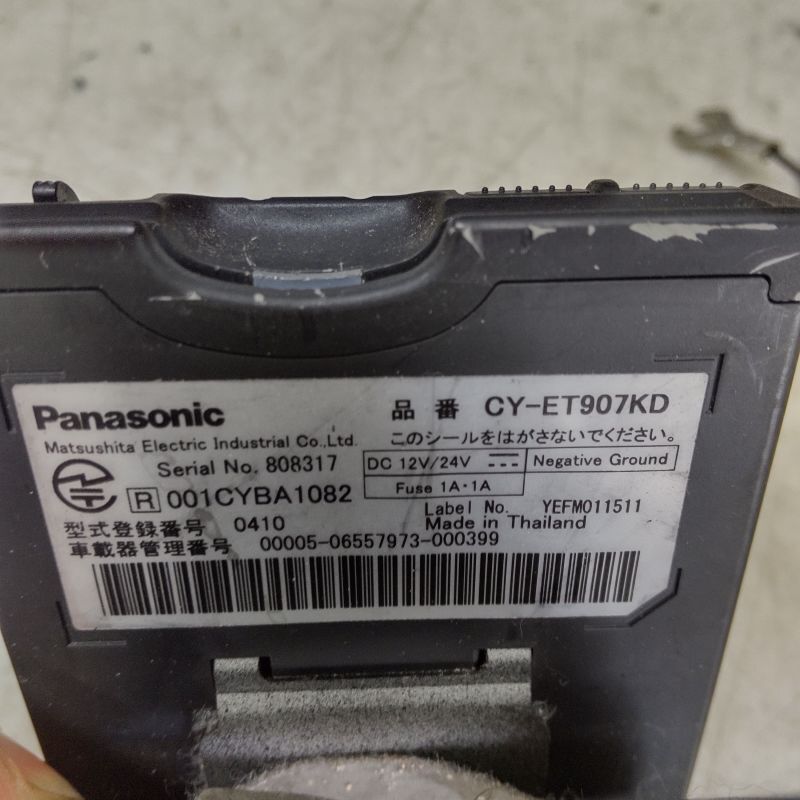 Panasonic
品番 CY-ET907KD
Matsushita Electric Industrial Co.,Ltd.
このシールをはがさないでください。
Serial No. 808317
DC 12V/24V
Negative Ground
Fuse 1A・1A
R 001CYBA1082
Label No. YEFM011511
型式登録番号 0410
Made in Thailand
車載器管理番号 00005-06557973-000399